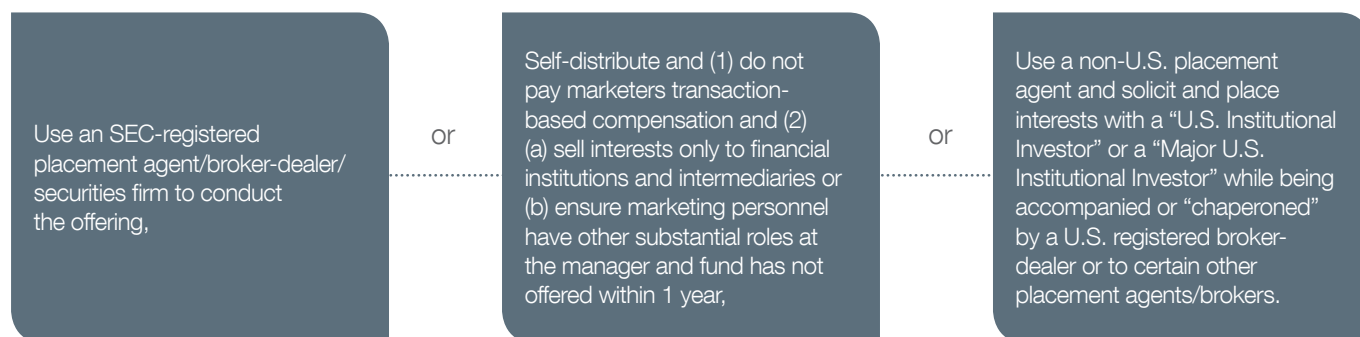 Use an SEC-registered
placement agent/broker-dealer/
securities firm to conduct
the offering,
or
Self-distribute and (1) do not
pay marketers transaction-
based compensation and (2)
(a) sell interests only to financial
institutions and intermediaries or
(b) ensure marketing personnel
have other substantial roles at
the manager and fund has not
offered within 1 year,
or
Use a non-U.S. placement
agent and solicit and place
interests with a “U.S. Institutional
Investor” or a “Major U.S.
Institutional Investor” while being
accompanied or “chaperoned”
by a U.S. registered broker-
dealer or to certain other
placement agents/brokers.